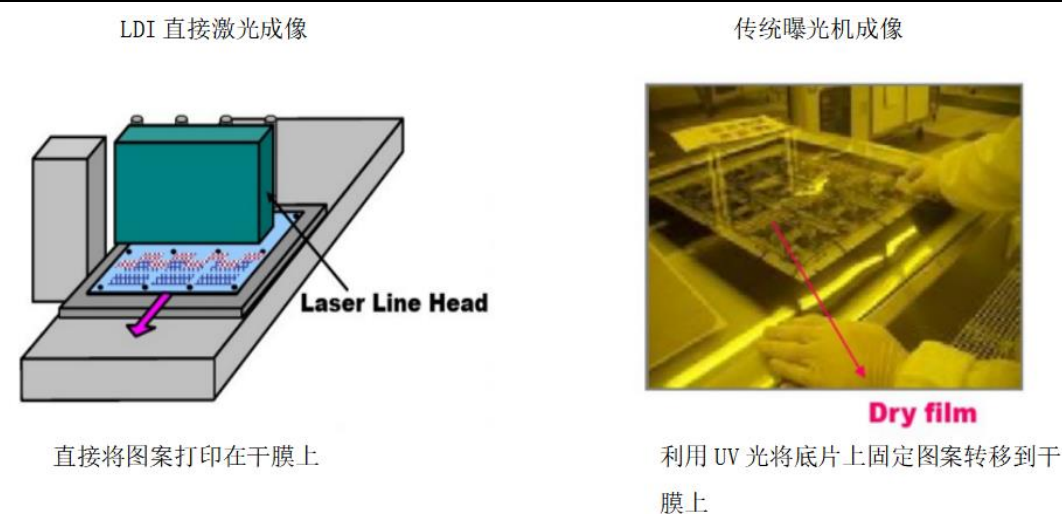 LDI 直接激光成像
传统曝光机成像
Laser Line Head
Dry film
直接将图案打印在干膜上
利用 UV 光将底片上固定图案转移到干
膜上